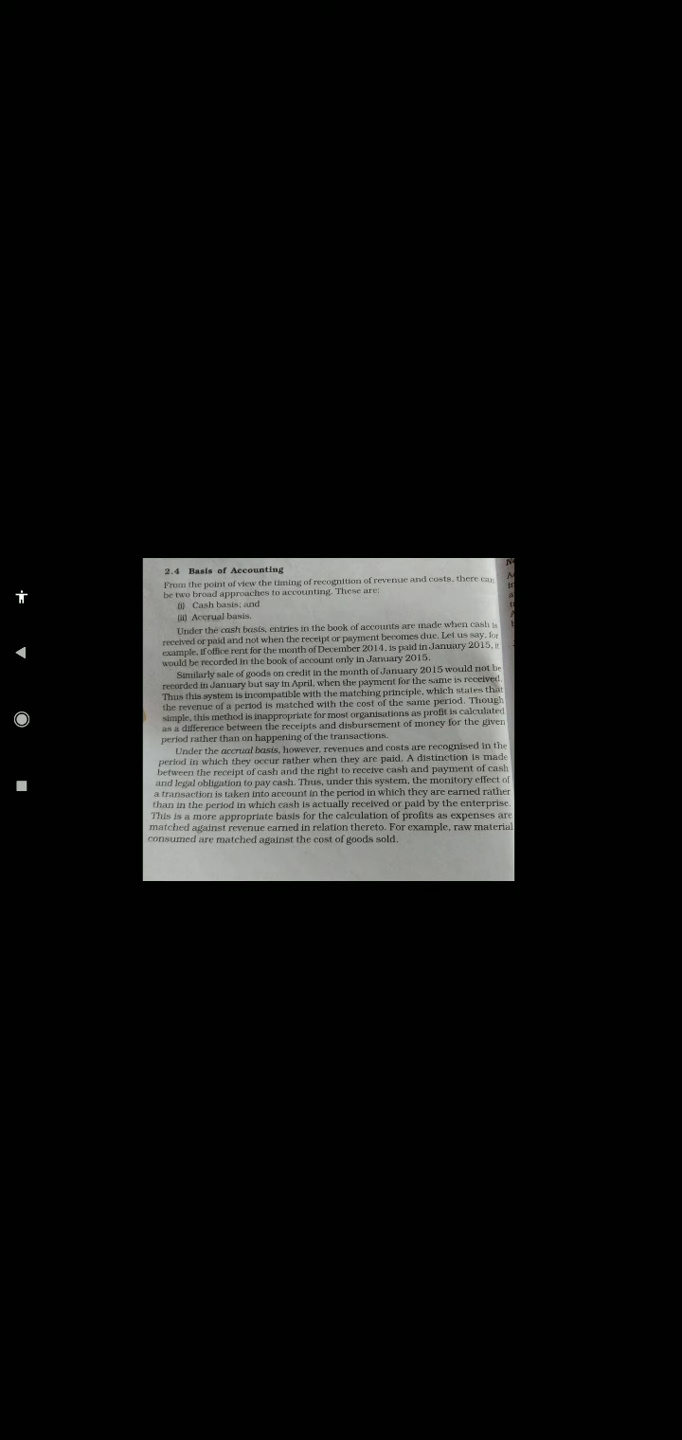 2.4 Basis of Accounting
From the point of view the timing of recognition of revenue and costs, there can
be two broad approaches to accounting. These are:
(i) Cash basis; and
(ii) Accrual basis.
Under the cash basis, entries in the book of accounts are made when cash is
received or paid and not when the receipt or payment becomes due. Let us say, for
example, if office rent for the month of December 2014, is paid in January 2015, it
would be recorded in the book of account only in January 2015.
Similarly sale of goods on credit in the month of January 2015 would not be
recorded in January but say in April, when the payment for the same is received.
Thus this system is incompatible with the matching principle, which states that
the revenue of a period is matched with the cost of the same period. Though
simple, this method is inappropriate for most organisations as profit is calculated
as a difference between the receipts and disbursement of money for the given
period rather than on happening of the transactions.
Under the accrual basis, however, revenues and costs are recognised in the
period in which they occur rather when they are paid. A distinction is made
between the receipt of cash and the right to receive cash and payment of cash
and legal obligation to pay cash. Thus, under this system, the monitory effect of
a transaction is taken into account in the period in which they are earned rather
than in the period in which cash is actually received or paid by the enterprise.
This is a more appropriate basis for the calculation of profits as expenses are
matched against revenue earned in relation thereto. For example, raw material
consumed are matched against the cost of goods sold.